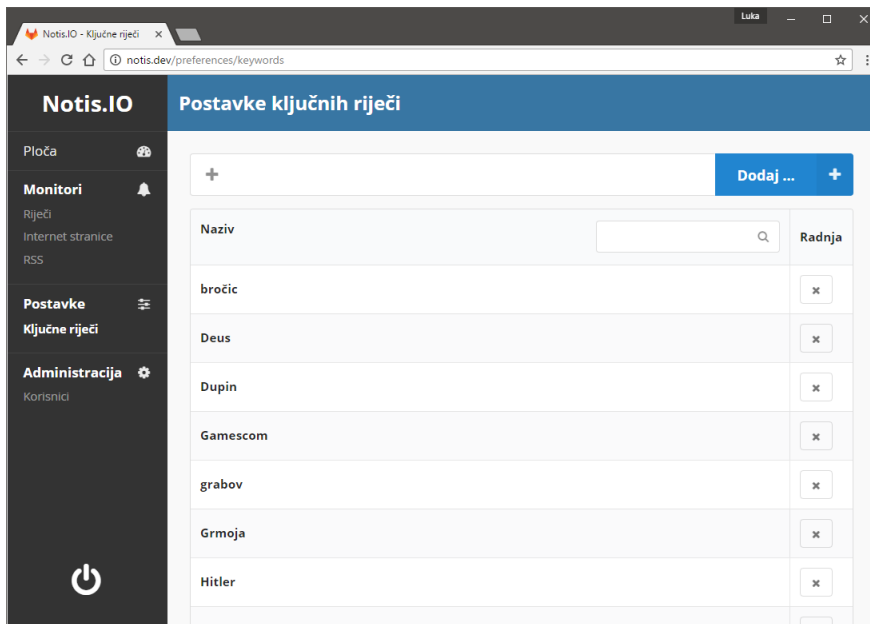 Luka
Notis.IO - Ključne riječi
notis.dev/preferences/keywords
Notis.IO
Postavke ključnih riječi
Ploča
Dodaj ...
Monitori
Riječi
Internet stranice
RSS
Naziv
Radnja
bročic
Postavke
Ključne riječi
Deus
Administracija
Korisnici
Dupin
Gamescom
grabov
Grmoja
Hitler